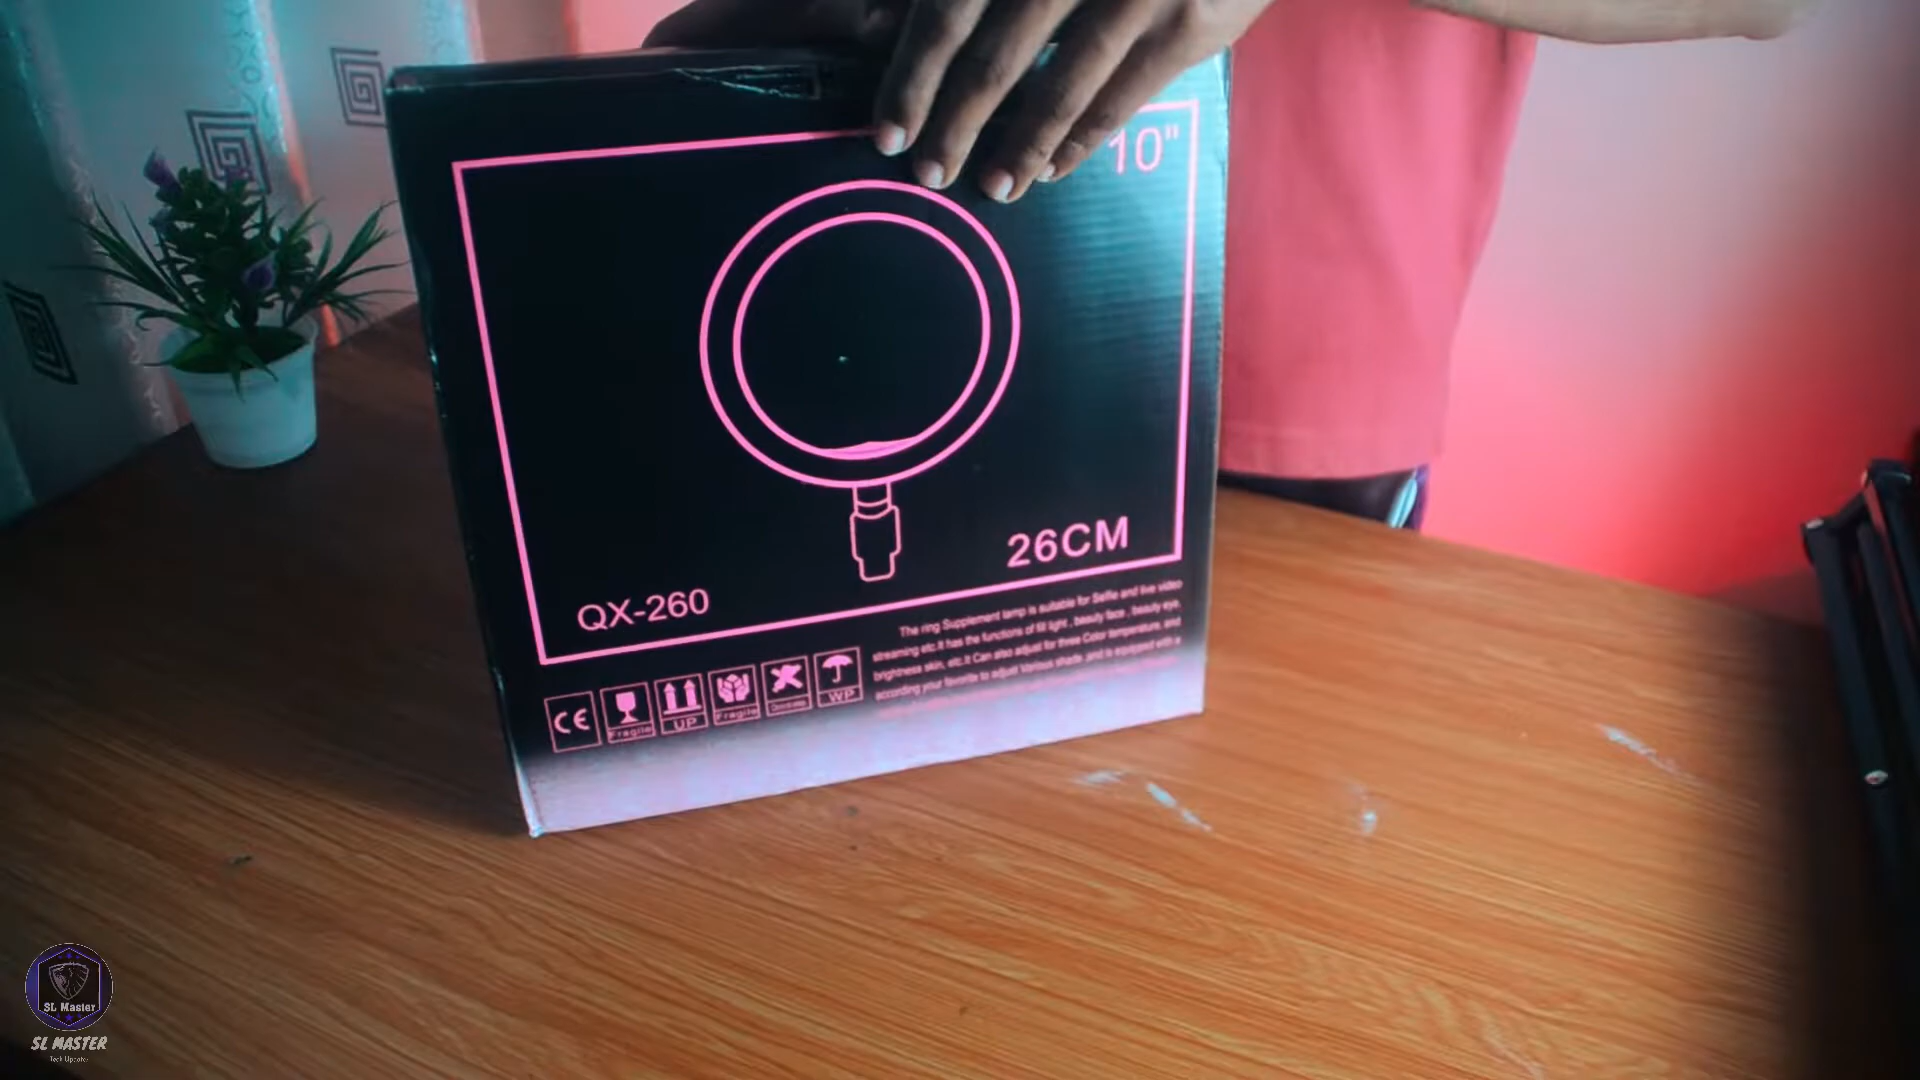 10"
26CM
QX-260
The ring Supplement lamp is suitable for Selfie and live video
streaming etc.It has the functions of fill light , beauty face , beauty eye,
brightness skin, etc.It Can also adjust for three Color temperature, and
according your favorite to adjust Various shade ,and is equipped with a
CE
Fragile
UP
Fragile
WP
SL Master
SL MASTER
Tech Updates